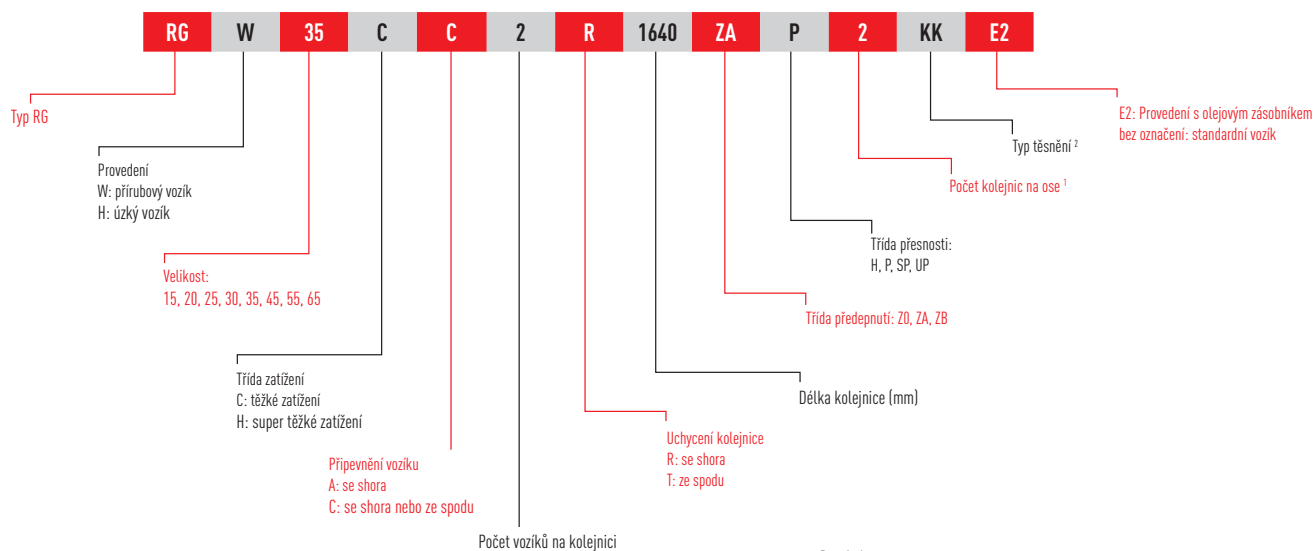 RG W 35 C C 2 R 1640 ZA P 2 KK E2
Typ RG
E2: Provedení s olejovým zásobníkem
bez označení: standardní vozík
Typ těsnění ²
Provedení
W: přírubový vozík
H: úzký vozík
Počet kolejnic na ose ¹
Třída přesnosti:
H, P, SP, UP
Velikost:
15, 20, 25, 30, 35, 45, 55, 65
Třída předepnutí: Z0, ZA, ZB
Třída zatížení
C: těžké zatížení
H: super těžké zatížení
Délka kolejnice (mm)
Uchycení kolejnice
R: se shora
T: ze spodu
Připevnění vozíku
A: se shora
C: se shora nebo ze spodu
Počet vozíků na kolejnici